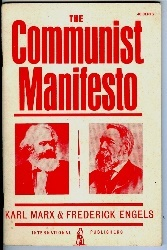 THE
Communist
Manifesto
KARL MARX & FREDERICK ENGELS
INTERNATIONAL PUBLISHERS